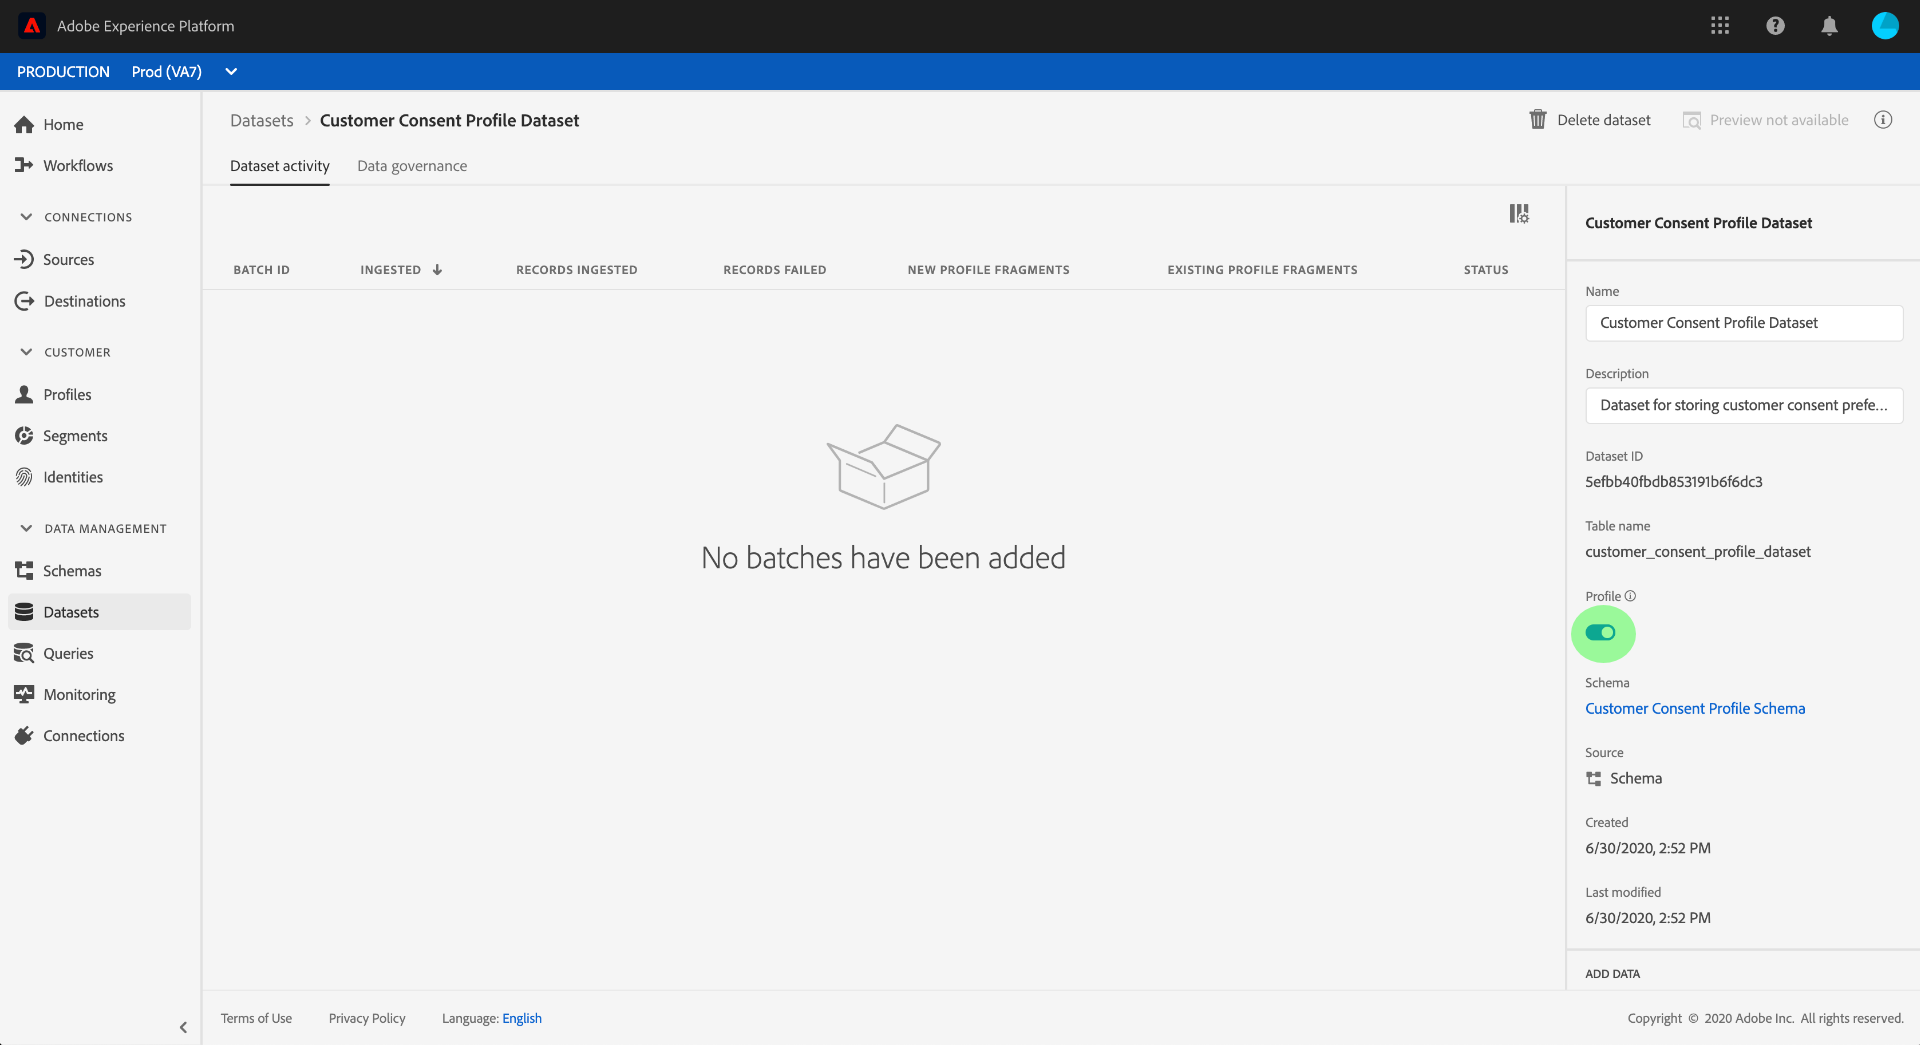 Adobe Experience Platform
PRODUCTION Prod (VA7)
Home
Workflows
CONNECTIONS
Sources
Destinations
CUSTOMER
Profiles
Segments
Identities
DATA MANAGEMENT
Schemas
Datasets
Queries
Monitoring
Connections
Datasets > Customer Consent Profile Dataset
Delete dataset
Preview not available
Dataset activity
Data governance
BATCH ID INGESTED RECORDS INGESTED RECORDS FAILED NEW PROFILE FRAGMENTS EXISTING PROFILE FRAGMENTS STATUS
No batches have been added
Customer Consent Profile Dataset
Name
Customer Consent Profile Dataset
Description
Dataset for storing customer consent prefe...
Dataset ID
5efbb40fbdb853191b6f6dc3
Table name
customer_consent_profile_dataset
Profile
Schema
Customer Consent Profile Schema
Source
Schema
Created
6/30/2020, 2:52 PM
Last modified
6/30/2020, 2:52 PM
ADD DATA
Terms of Use Privacy Policy Language: English
Copyright © 2020 Adobe Inc. All rights reserved.